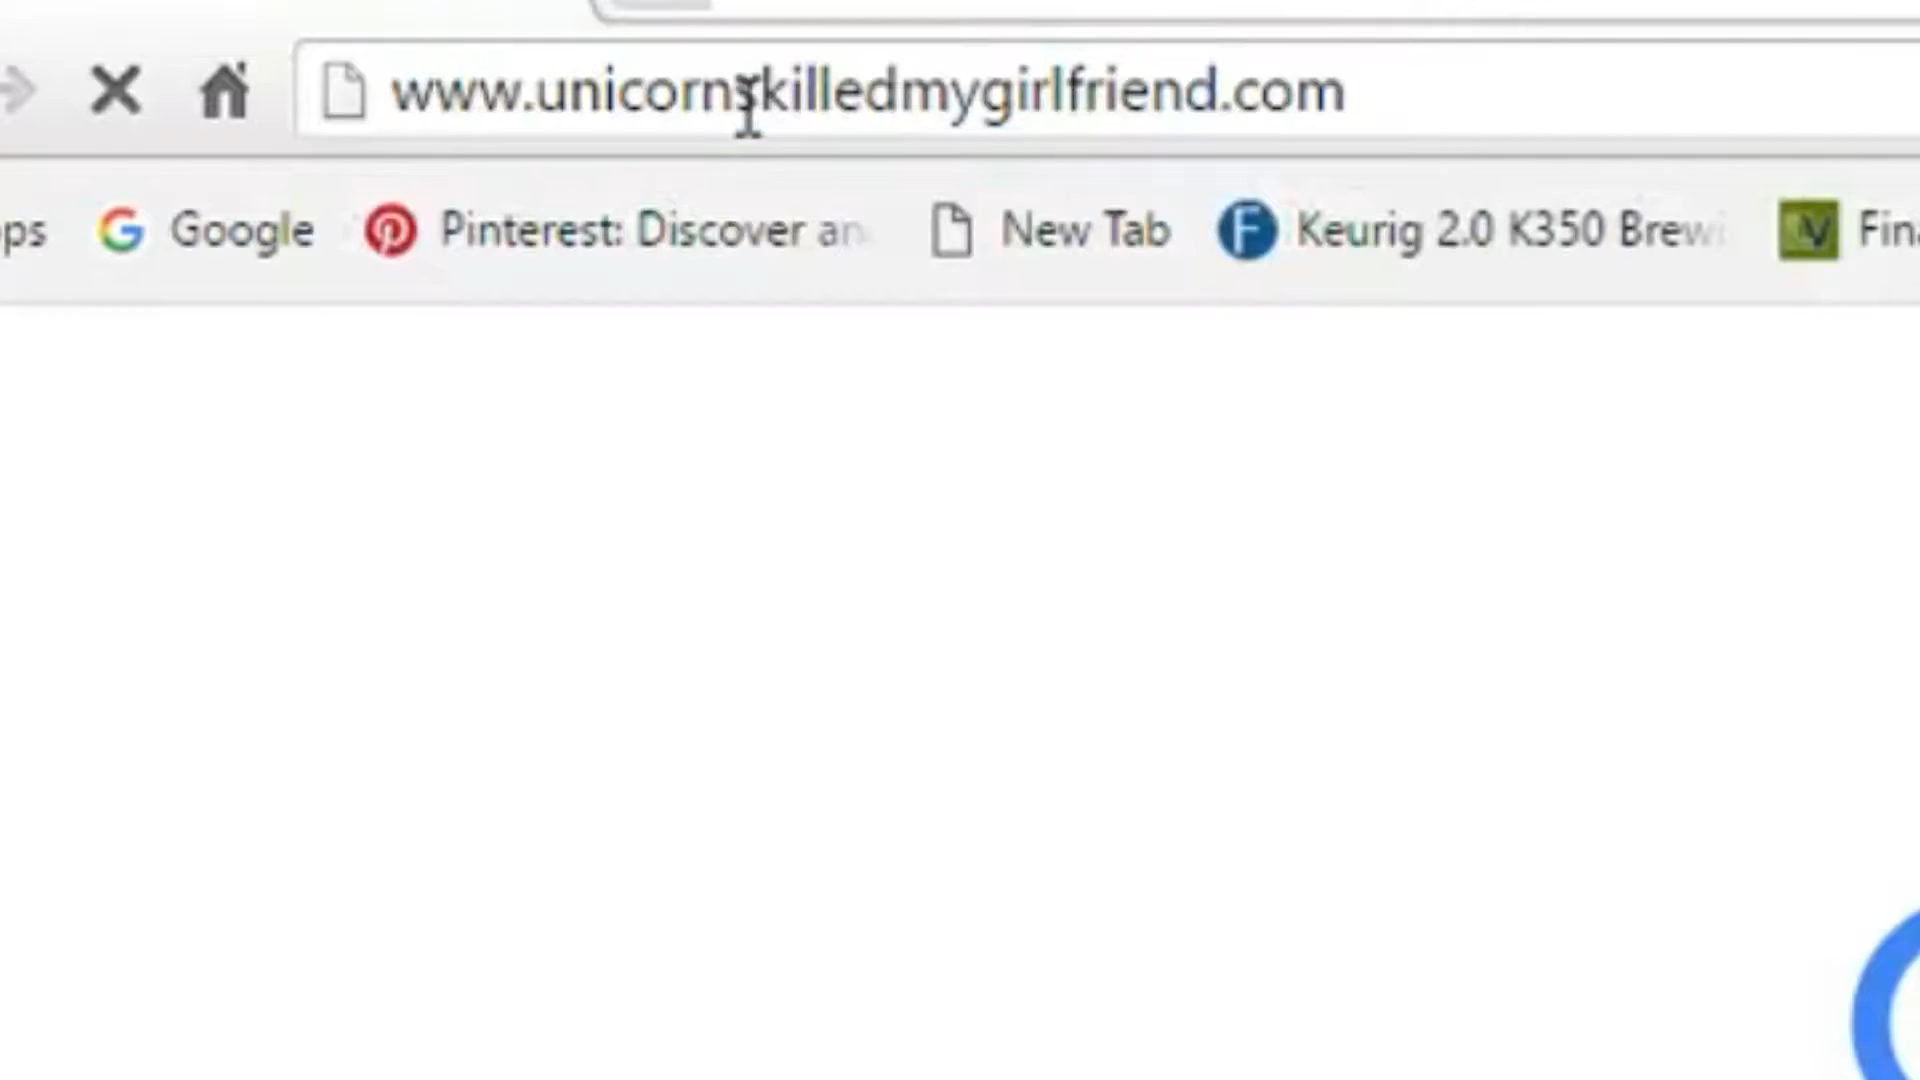 www.unicornskilledmygirlfriend.com
Google Pinterest: Discover an New Tab Keurig 2.0 K350 Brew